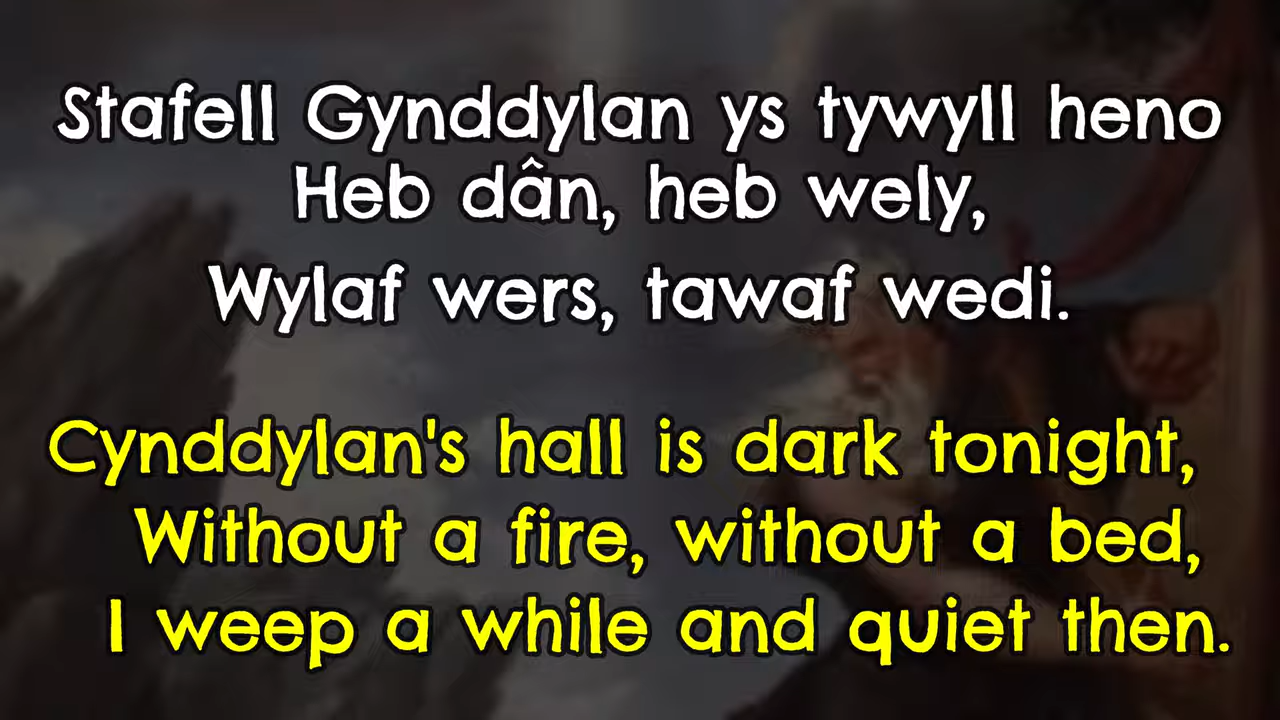 Stafell Gynddylan ys tywyll heno
Heb dân, heb wely,
Wylaf wers, tawaf wedi.
Cynddylan's hall is dark tonight,
Without a fire, without a bed,
I weep a while and quiet then.